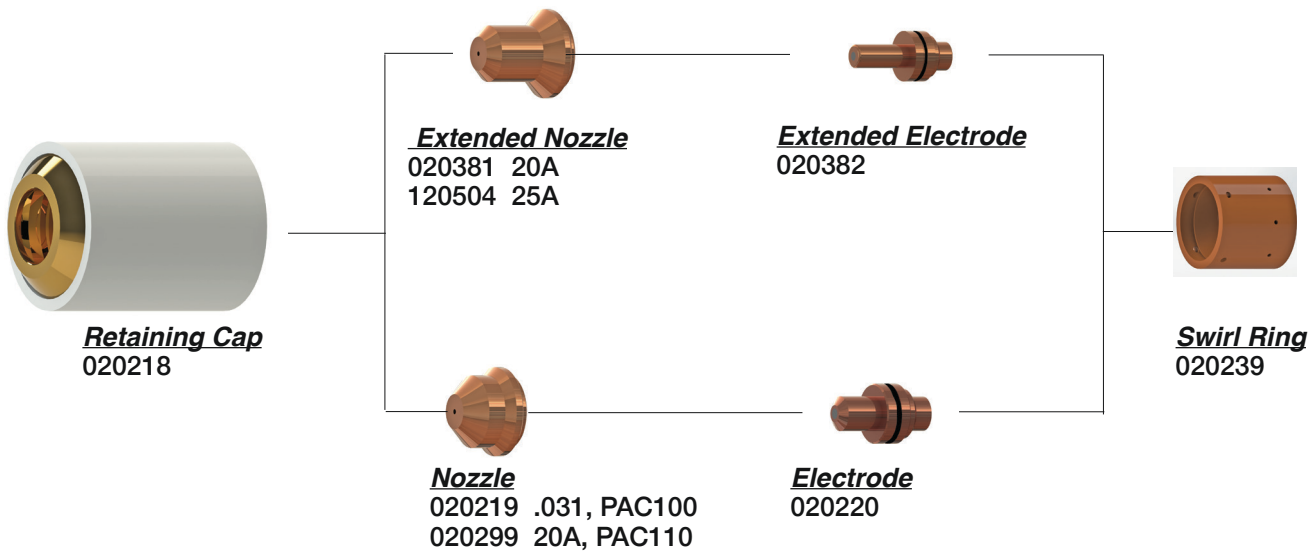 Extended Nozzle
020381 20A
120504 25A
Extended Electrode
020382
Retaining Cap
020218
Swirl Ring
020239
Nozzle
020219 .031, PAC100
020299 20A, PAC110
Electrode
020220